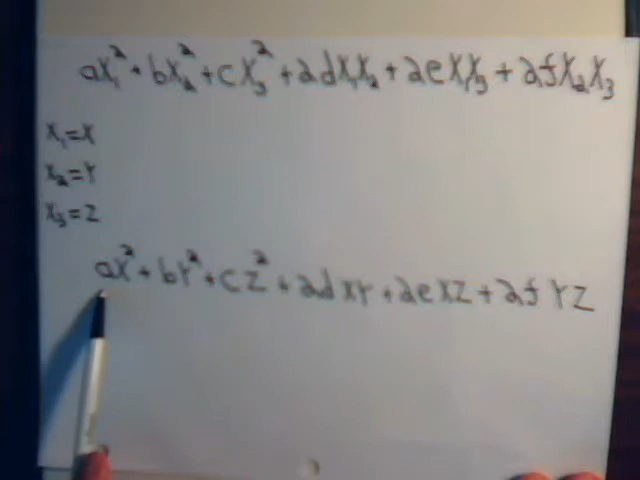 ax₁² + bx₂² + cx₃² + 2dx₁x₂ + 2ex₁x₃ + 2fx₂x₃
x₁ = x
x₂ = Y
x₃ = z
ax² + bY² + cz² + 2dxY + 2exz + 2fYz